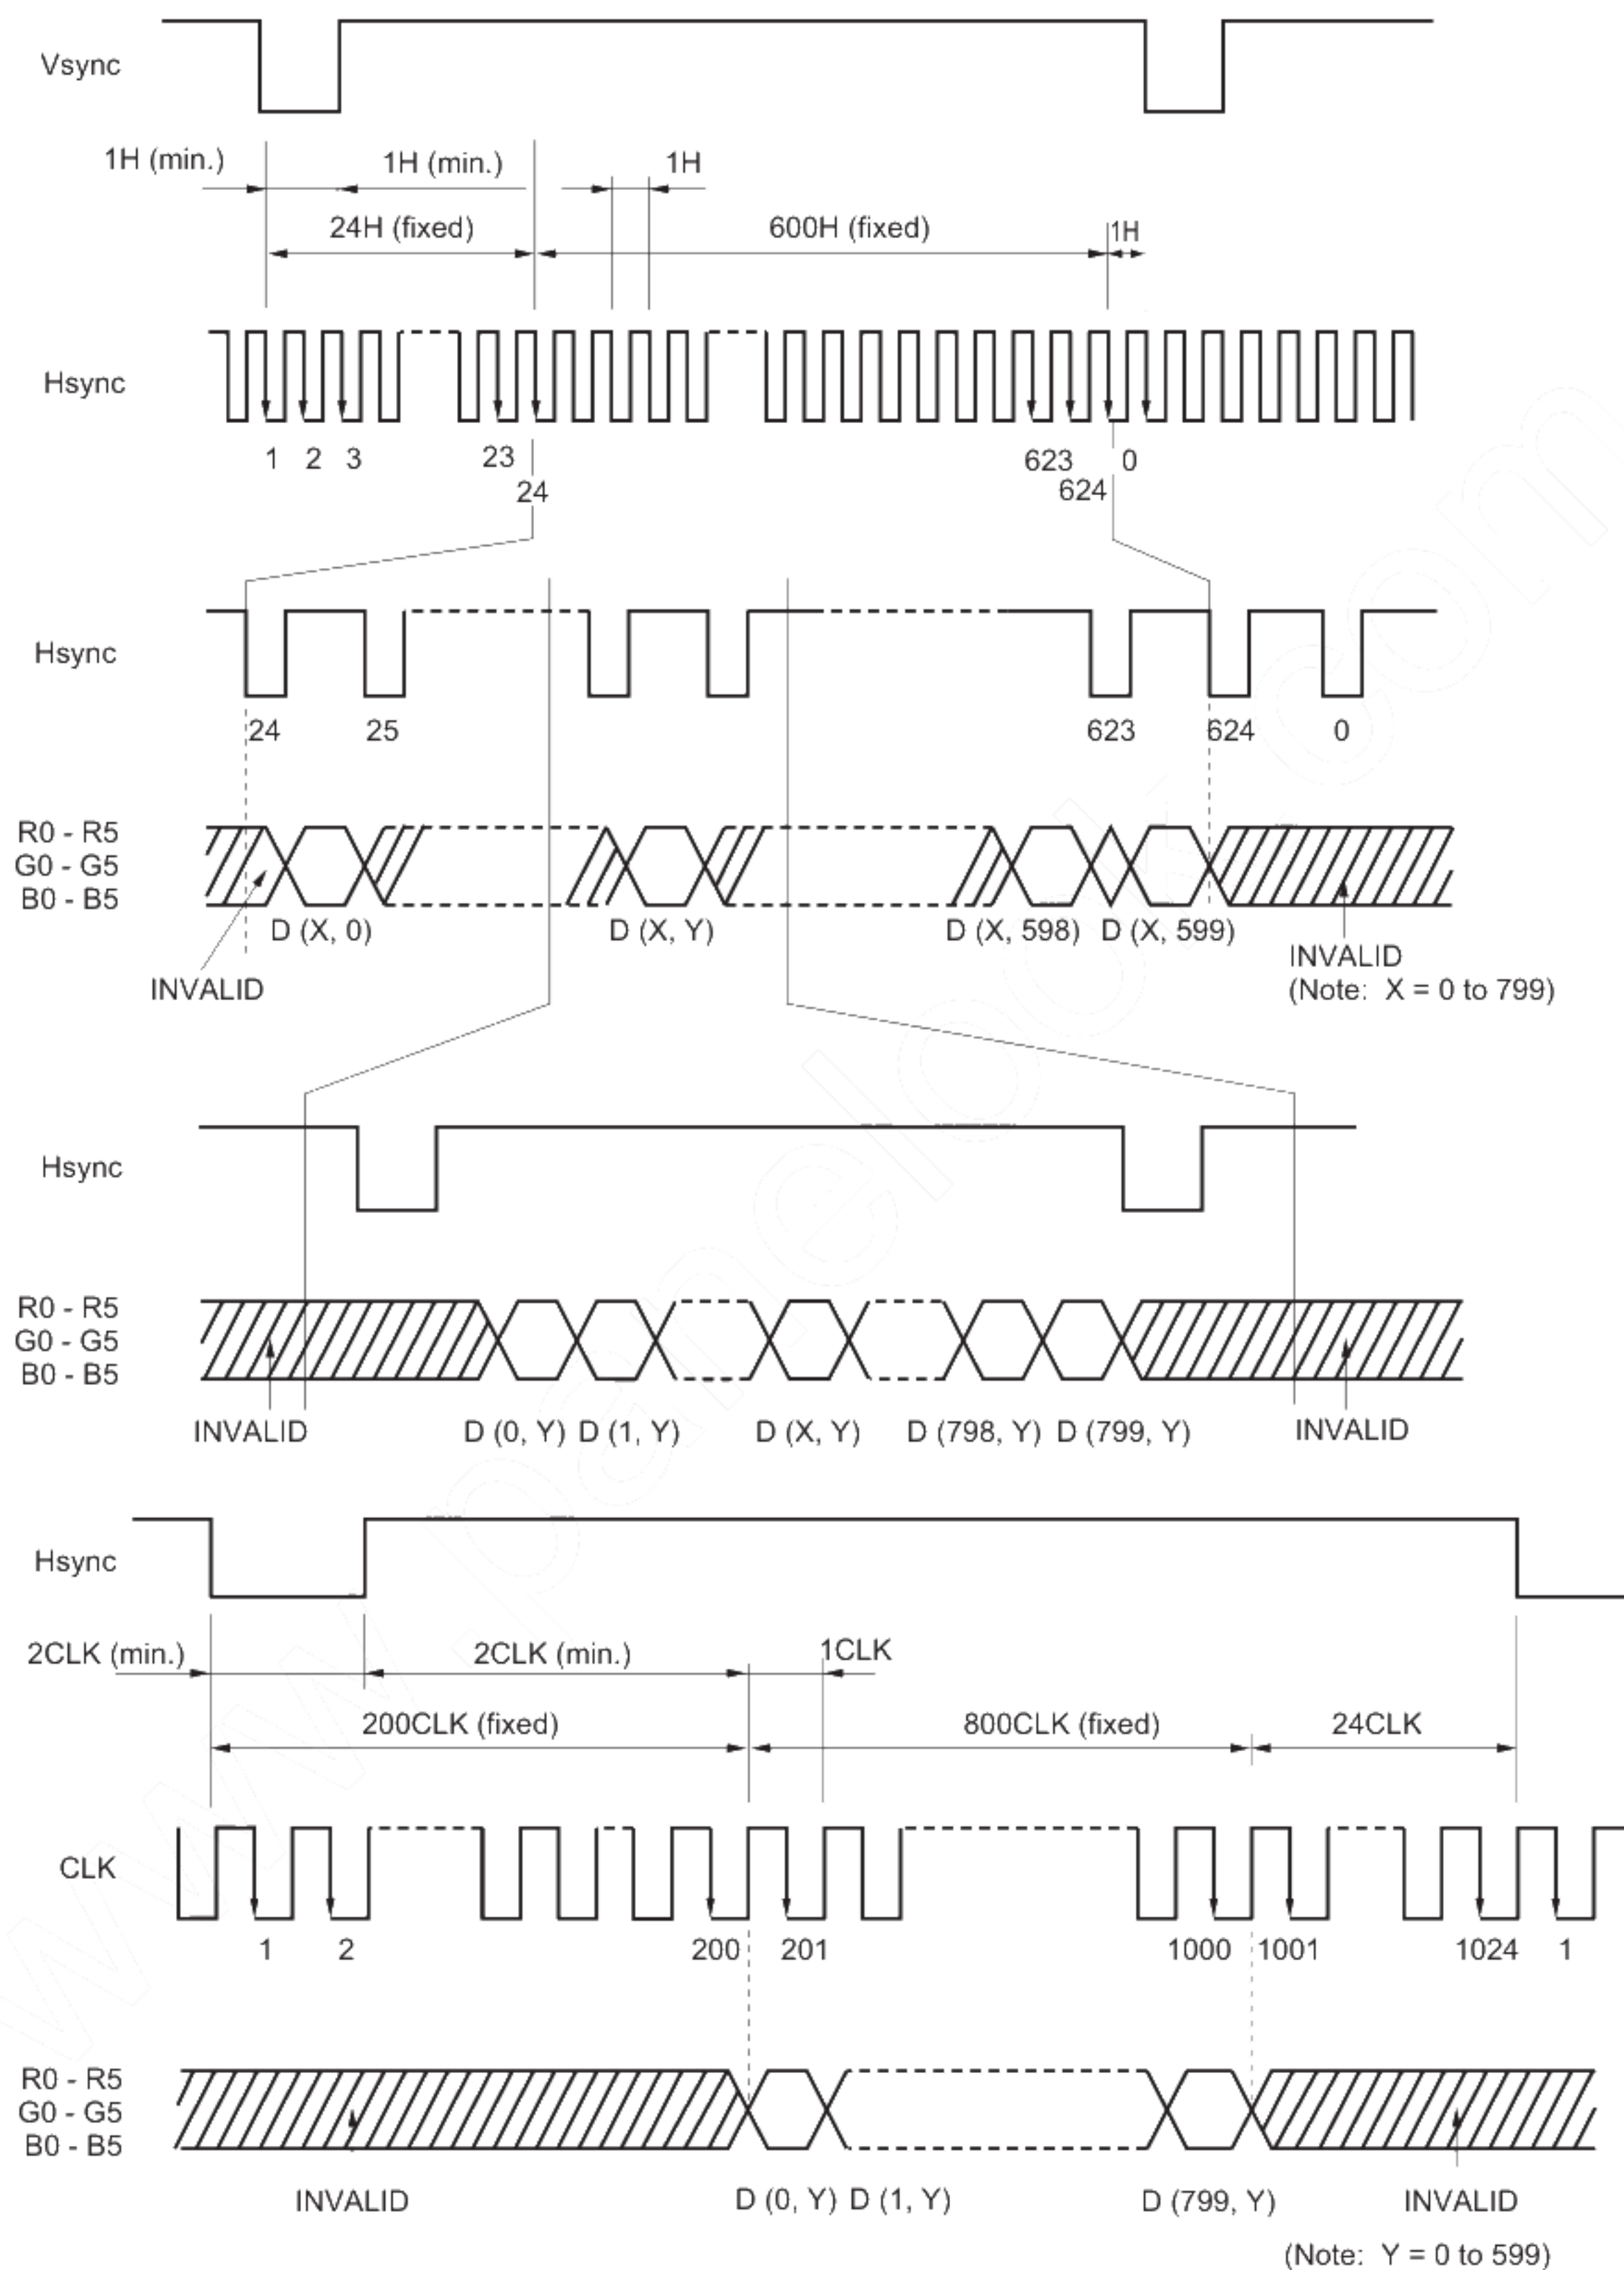 Vsync
1H (min.) 1H (min.) 1H
24H (fixed) 600H (fixed) 1H
Hsync
1 2 3 23 623 0
24 624
Hsync
24 25 623 624 0
R0 - R5
G0 - G5
B0 - B5
D (X, 0) D (X, Y) D (X, 598) D (X, 599)
INVALID
INVALID
(Note: X = 0 to 799)
Hsync
R0 - R5
G0 - G5
B0 - B5
INVALID D (0, Y) D (1, Y) D (X, Y) D (798, Y) D (799, Y) INVALID
Hsync
2CLK (min.) 2CLK (min.) 1CLK
200CLK (fixed) 800CLK (fixed) 24CLK
CLK
1 2 200 201 1000 1001 1024 1
R0 - R5
G0 - G5
B0 - B5
INVALID D (0, Y) D (1, Y) D (799, Y) INVALID
(Note: Y = 0 to 599)
www.panelook.com